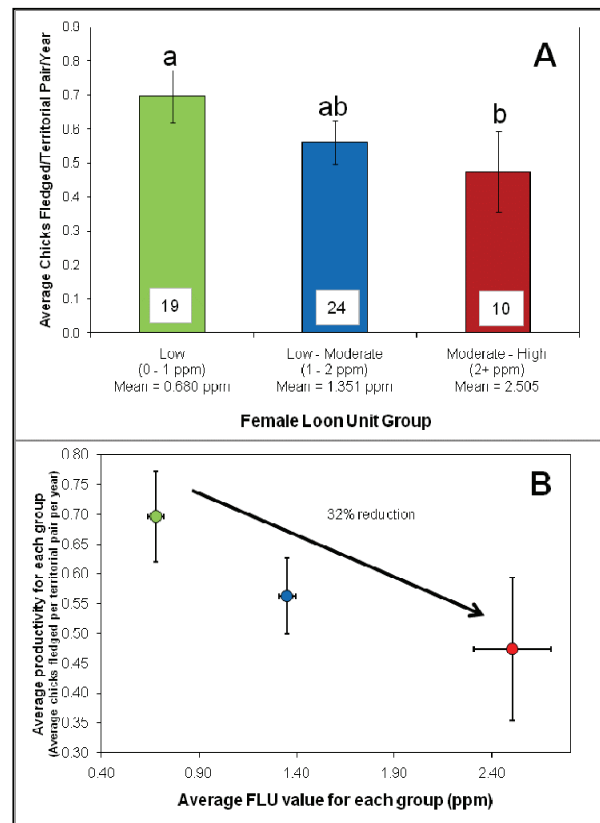 A
Average Chicks Fledged/Territorial Pair/Year
0.9
0.8
0.7
0.6
0.5
0.4
0.3
0.2
0.1
0.0
a
ab
b
19
24
10
Low
(0 - 1 ppm)
Mean = 0.680 ppm
Low - Moderate
(1 - 2 ppm)
Mean = 1.351 ppm
Moderate - High
(2+ ppm)
Mean = 2.505
Female Loon Unit Group
B
Average productivity for each group
(Average chicks fledged per territorial pair per year)
0.80
0.75
0.70
0.65
0.60
0.55
0.50
0.45
0.40
0.35
0.30
32% reduction
0.40
0.90
1.40
1.90
2.40
Average FLU value for each group (ppm)